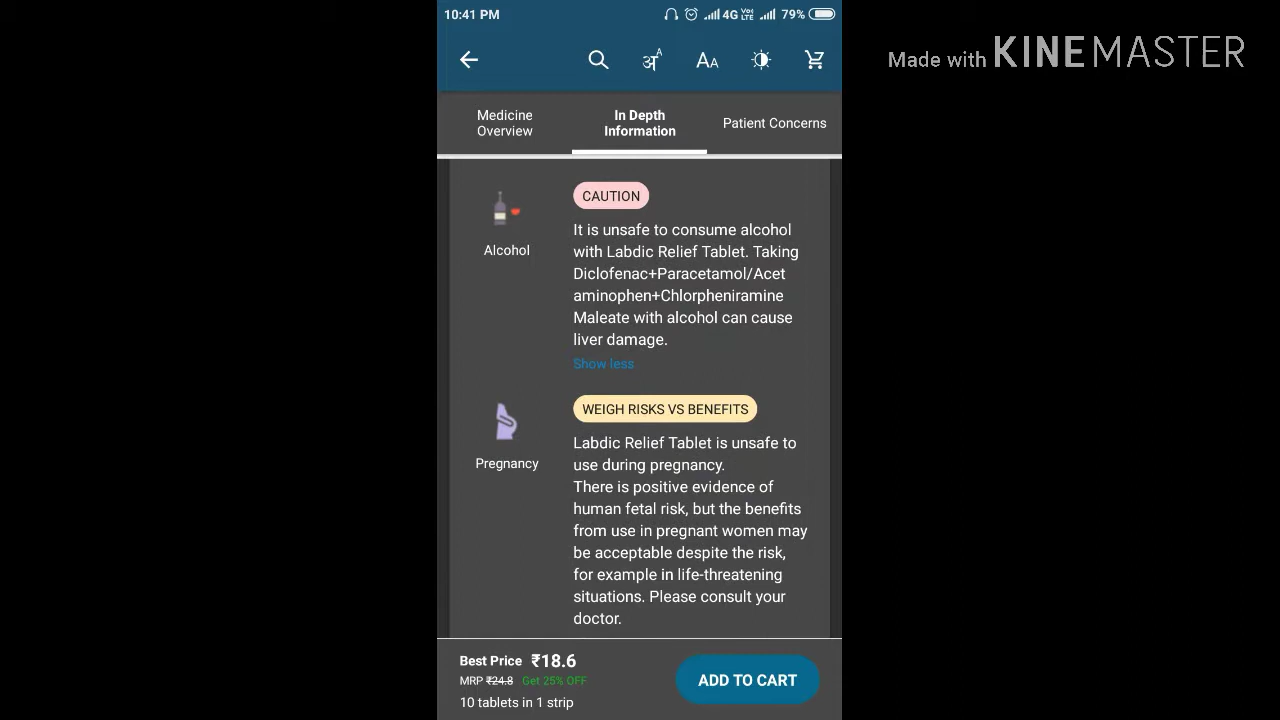 10:41 PM 4G Vo) LTE 79%
Made with KINEMASTER
अA AA
Medicine Overview
In Depth Information
Patient Concerns
Alcohol
CAUTION
It is unsafe to consume alcohol
with Labdic Relief Tablet. Taking
Diclofenac+Paracetamol/Acet
aminophen+Chlorpheniramine
Maleate with alcohol can cause
liver damage.
Show less
Pregnancy
WEIGH RISKS VS BENEFITS
Labdic Relief Tablet is unsafe to
use during pregnancy.
There is positive evidence of
human fetal risk, but the benefits
from use in pregnant women may
be acceptable despite the risk,
for example in life-threatening
situations. Please consult your
doctor.
Best Price ₹18.6
MRP ₹24.8 Get 25% OFF
10 tablets in 1 strip
ADD TO CART